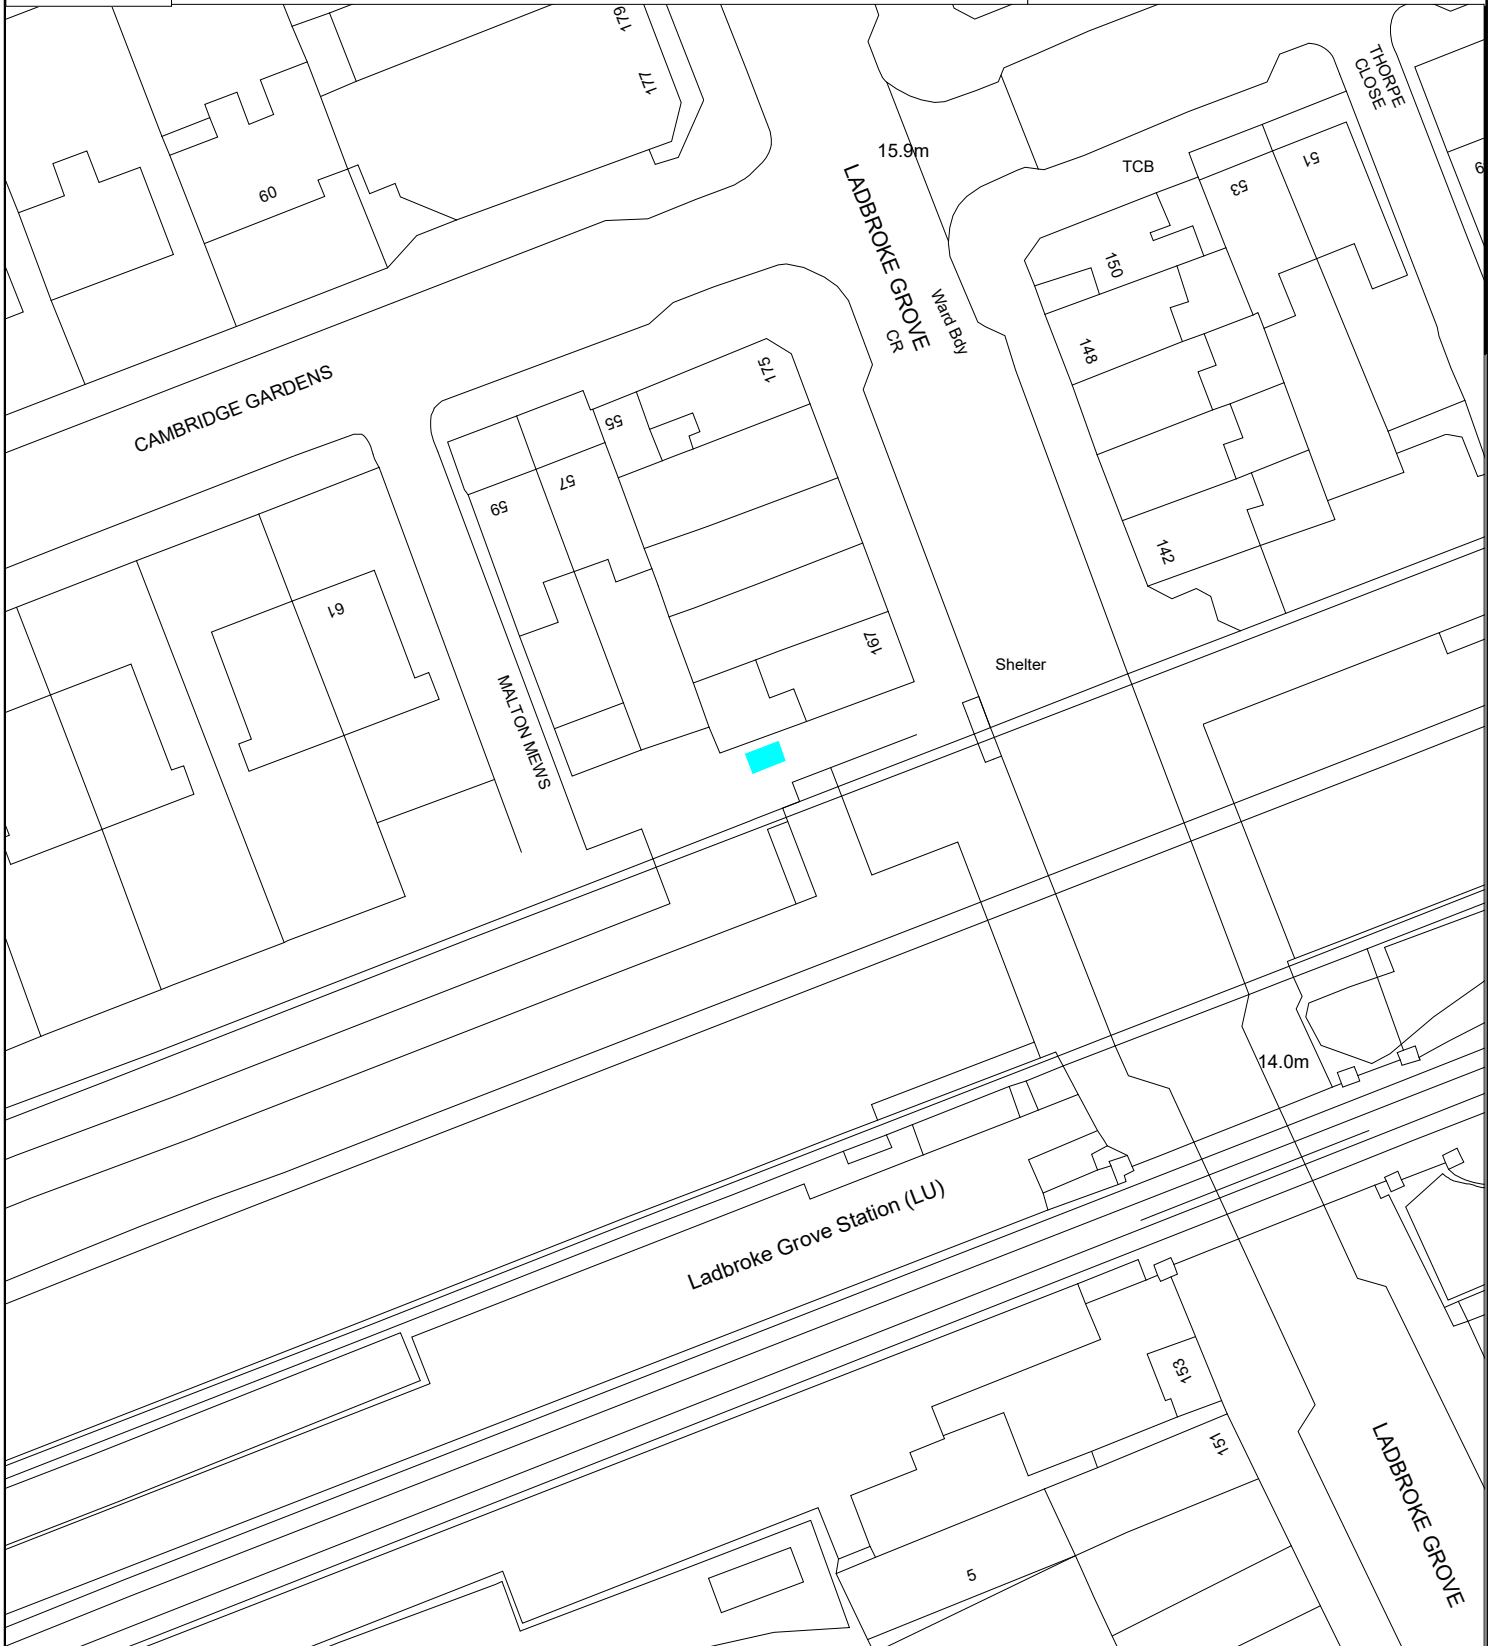 179
177
THORPE
CLOSE
15.9m
TCB
51
53
60
LADBROKE GROVE
150
Ward Bdy
CR
148
175
CAMBRIDGE GARDENS
55
57
59
142
61
167
Shelter
MALTON MEWS
14.0m
Ladbroke Grove Station (LU)
153
151
LADBROKE GROVE
5